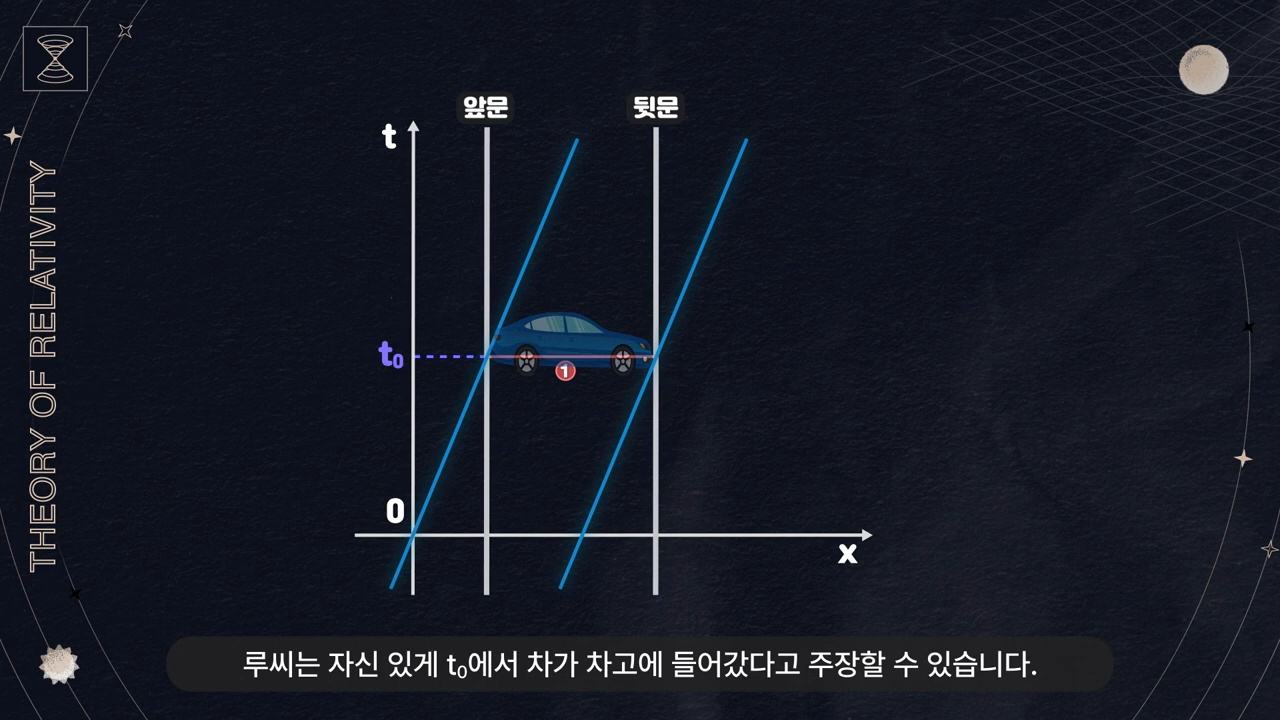 THEORY OF RELATIVITY
앞문
뒷문
t
t₀
1
0
x
루씨는 자신 있게 t₀에서 차가 차고에 들어갔다고 주장할 수 있습니다.